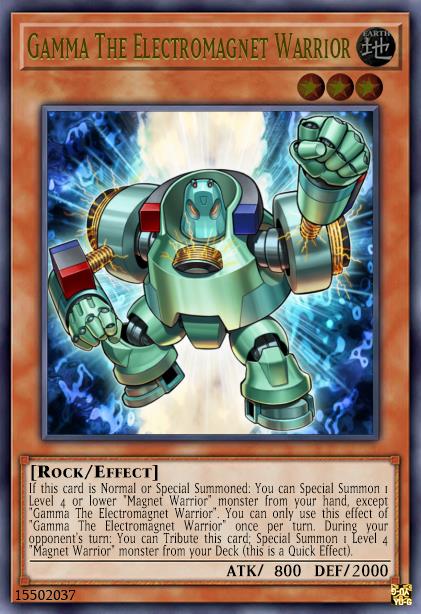 GAMMA THE ELECTROMAGNET WARRIOR
EARTH
地
[ROCK/EFFECT]
If this card is Normal or Special Summoned: You can Special Summon 1
Level 4 or lower "Magnet Warrior" monster from your hand, except
"Gamma The Electromagnet Warrior". You can only use this effect of
"Gamma The Electromagnet Warrior" once per turn. During your
opponent's turn: You can Tribute this card; Special Summon 1 Level 4
"Magnet Warrior" monster from your Deck (this is a Quick Effect).
ATK/ 800 DEF/2000
15502037